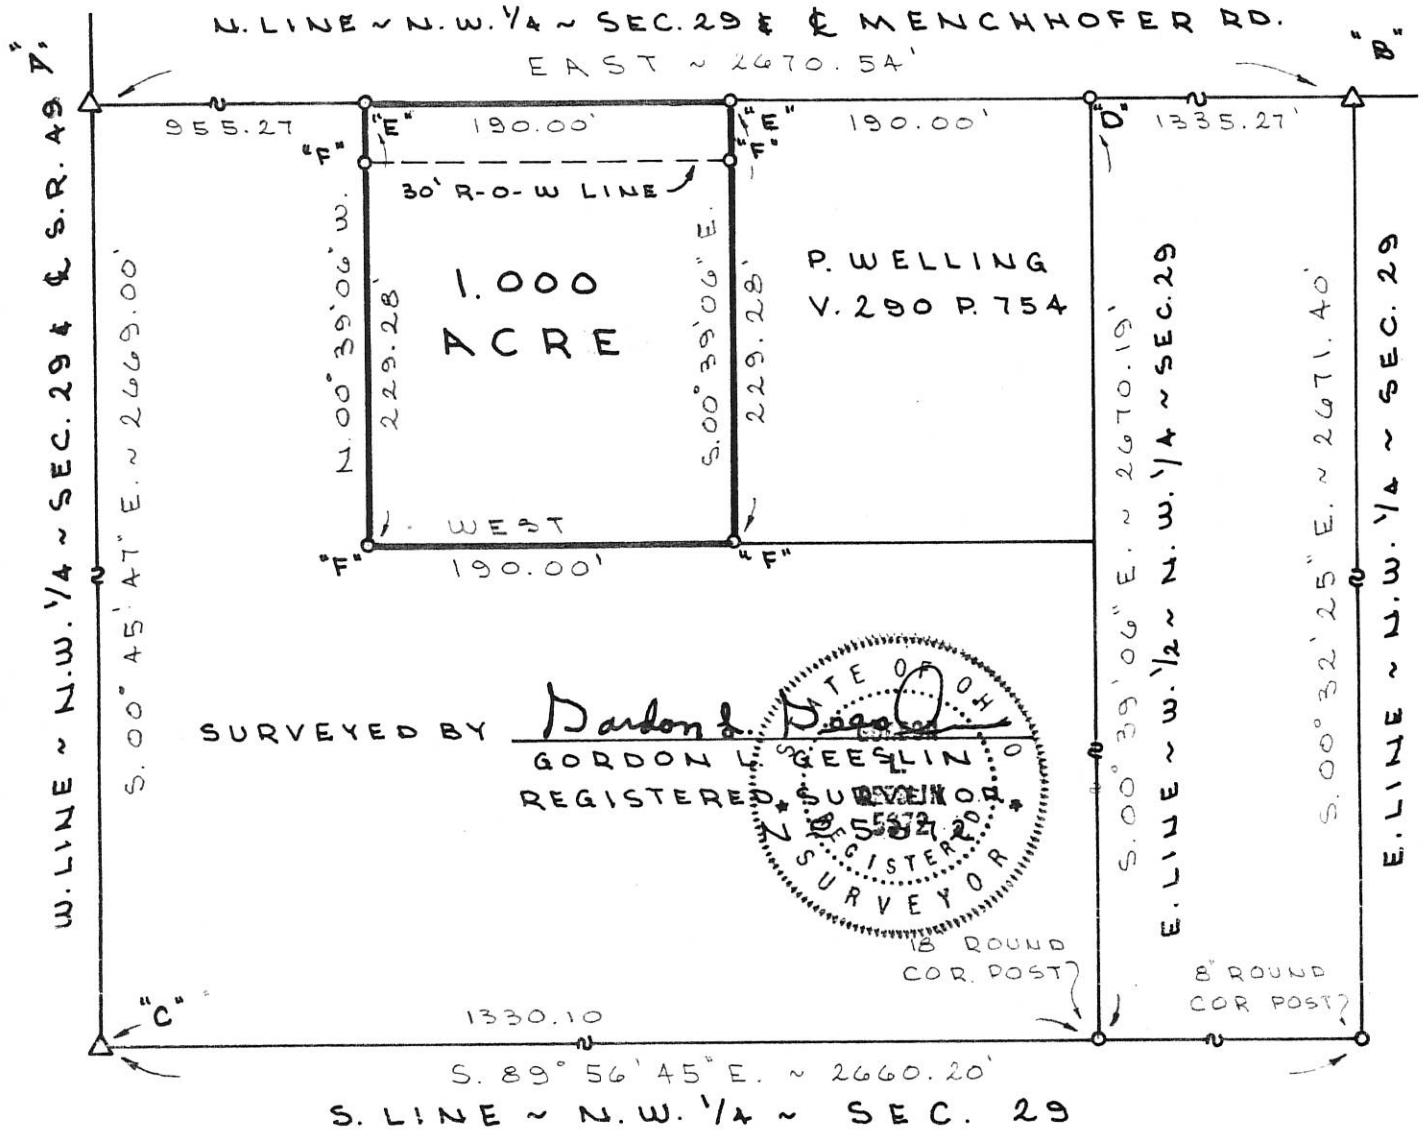 N. LINE ~ N.W. 1/4 ~ SEC. 29 & ℄ MENCHHOFER RD.
EAST ~ 2670.54'
"B"
955.27
"E"
190.00'
"E"
190.00'
"D"
1335.27'
"F"
"F"
30' R-O-W LINE
W. LINE ~ N.W. 1/4 ~ SEC. 29 & ℄ S.R. 49
S. 00° 45' 47" E. ~ 2669.00'
N. 00° 39' 06" W.
229.28'
1.000
ACRE
S. 00° 39' 06" E.
229.28'
P. WELLING
V. 290 P. 754
S. 00° 39' 06" E. ~ 2670.19'
E. LINE ~ W. 1/2 ~ N.W. 1/4 ~ SEC. 29
S. 00° 32' 25" E. ~ 2671.40'
E. LINE ~ N.W. 1/4 ~ SEC. 29
WEST
"F"
190.00'
"F"
SURVEYED BY
GORDON L. GEESLIN
REGISTERED SURVEYOR
STATE OF OHIO
REGISTERED
SURVEYOR
18" ROUND
COR. POST
8" ROUND
COR POST
"C"
1330.10
S. 89° 56' 45" E. ~ 2660.20'
S. LINE ~ N.W. 1/4 ~ SEC. 29